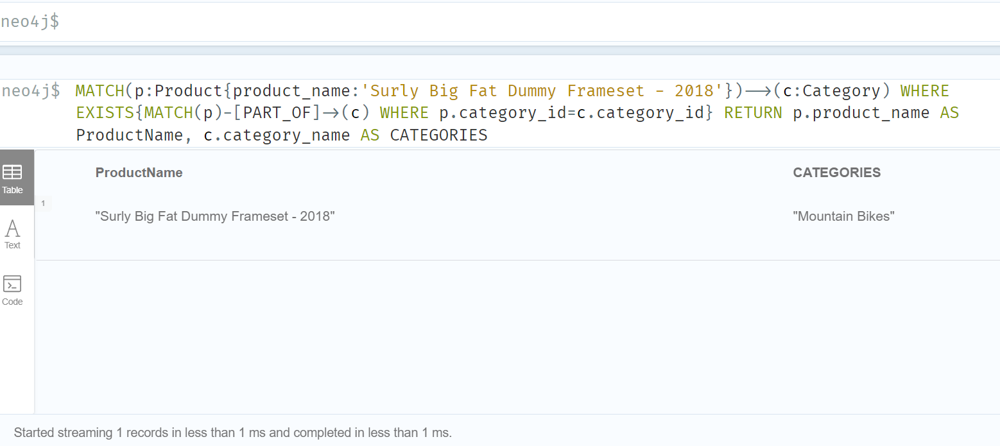 neo4j$
neo4j$ MATCH(p:Product{product_name:'Surly Big Fat Dummy Frameset - 2018'})-->(c:Category) WHERE
EXISTS{MATCH(p)-[PART_OF]->(c) WHERE p.category_id=c.category_id} RETURN p.product_name AS
ProductName, c.category_name AS CATEGORIES
Table
ProductName CATEGORIES
1
"Surly Big Fat Dummy Frameset - 2018" "Mountain Bikes"
A
Text
Code
Started streaming 1 records in less than 1 ms and completed in less than 1 ms.